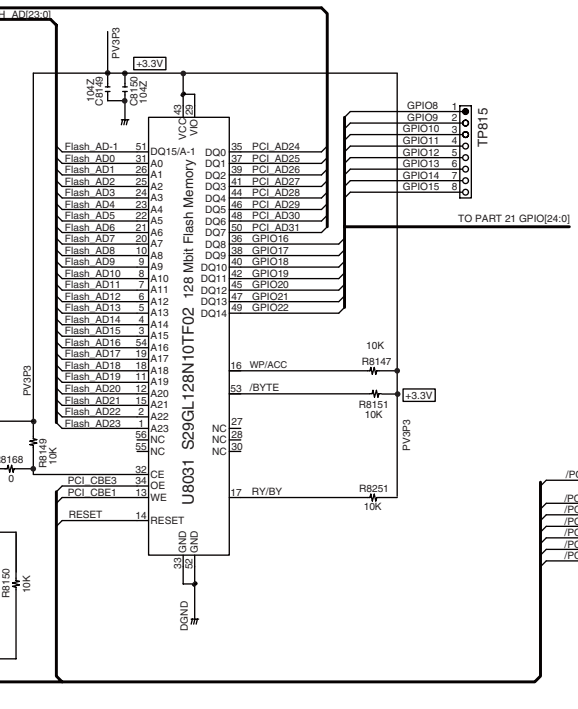 H_AD[23:0]
PV3P3
+3.3V
104Z
C8149
C8150
104Z
43
VCC
29
VIO
GPIO8 1
GPIO9 2
GPIO10 3
GPIO11 4
GPIO12 5
GPIO13 6
GPIO14 7
GPIO15 8
TP815
TO PART 21 GPIO[24:0]
Flash_AD-1 51 DQ15/A-1
Flash_AD0 31 A0
Flash_AD1 26 A1
Flash_AD2 25 A2
Flash_AD3 24 A3
Flash_AD4 23 A4
Flash_AD5 22 A5
Flash_AD6 21 A6
Flash_AD7 20 A7
Flash_AD8 10 A8
Flash_AD9 9 A9
Flash_AD10 8 A10
Flash_AD11 7 A11
Flash_AD12 6 A12
Flash_AD13 5 A13
Flash_AD14 4 A14
Flash_AD15 3 A15
Flash_AD16 54 A16
Flash_AD17 19 A17
Flash_AD18 18 A18
Flash_AD19 11 A19
Flash_AD20 12 A20
Flash_AD21 15 A21
Flash_AD22 2 A22
Flash_AD23 1 A23
56 NC
55 NC
32 CE
PCI_CBE3 34 OE
PCI_CBE1 13 WE
RESET 14 RESET
U8031 S29GL128N10TF02 128 Mbit Flash Memory
DQ0 35 PCI_AD24
DQ1 37 PCI_AD25
DQ2 39 PCI_AD26
DQ3 41 PCI_AD27
DQ4 44 PCI_AD28
DQ5 46 PCI_AD29
DQ6 48 PCI_AD30
DQ7 50 PCI_AD31
DQ8 36 GPIO16
DQ9 38 GPIO17
DQ10 40 GPIO18
DQ11 42 GPIO19
DQ12 45 GPIO20
DQ13 47 GPIO21
DQ14 49 GPIO22
16 WP/ACC
10K
R8147
53 /BYTE
R8151
10K
+3.3V
PV3P3
NC 27
NC 28
NC 30
17 RY/BY
R8251
10K
GND
33
GND
52
DGND
PV3P3
R8149
10K
R8168
0
R8150
10K
/PC
/PC
/PC
/PC
/PC
/PC
/PC